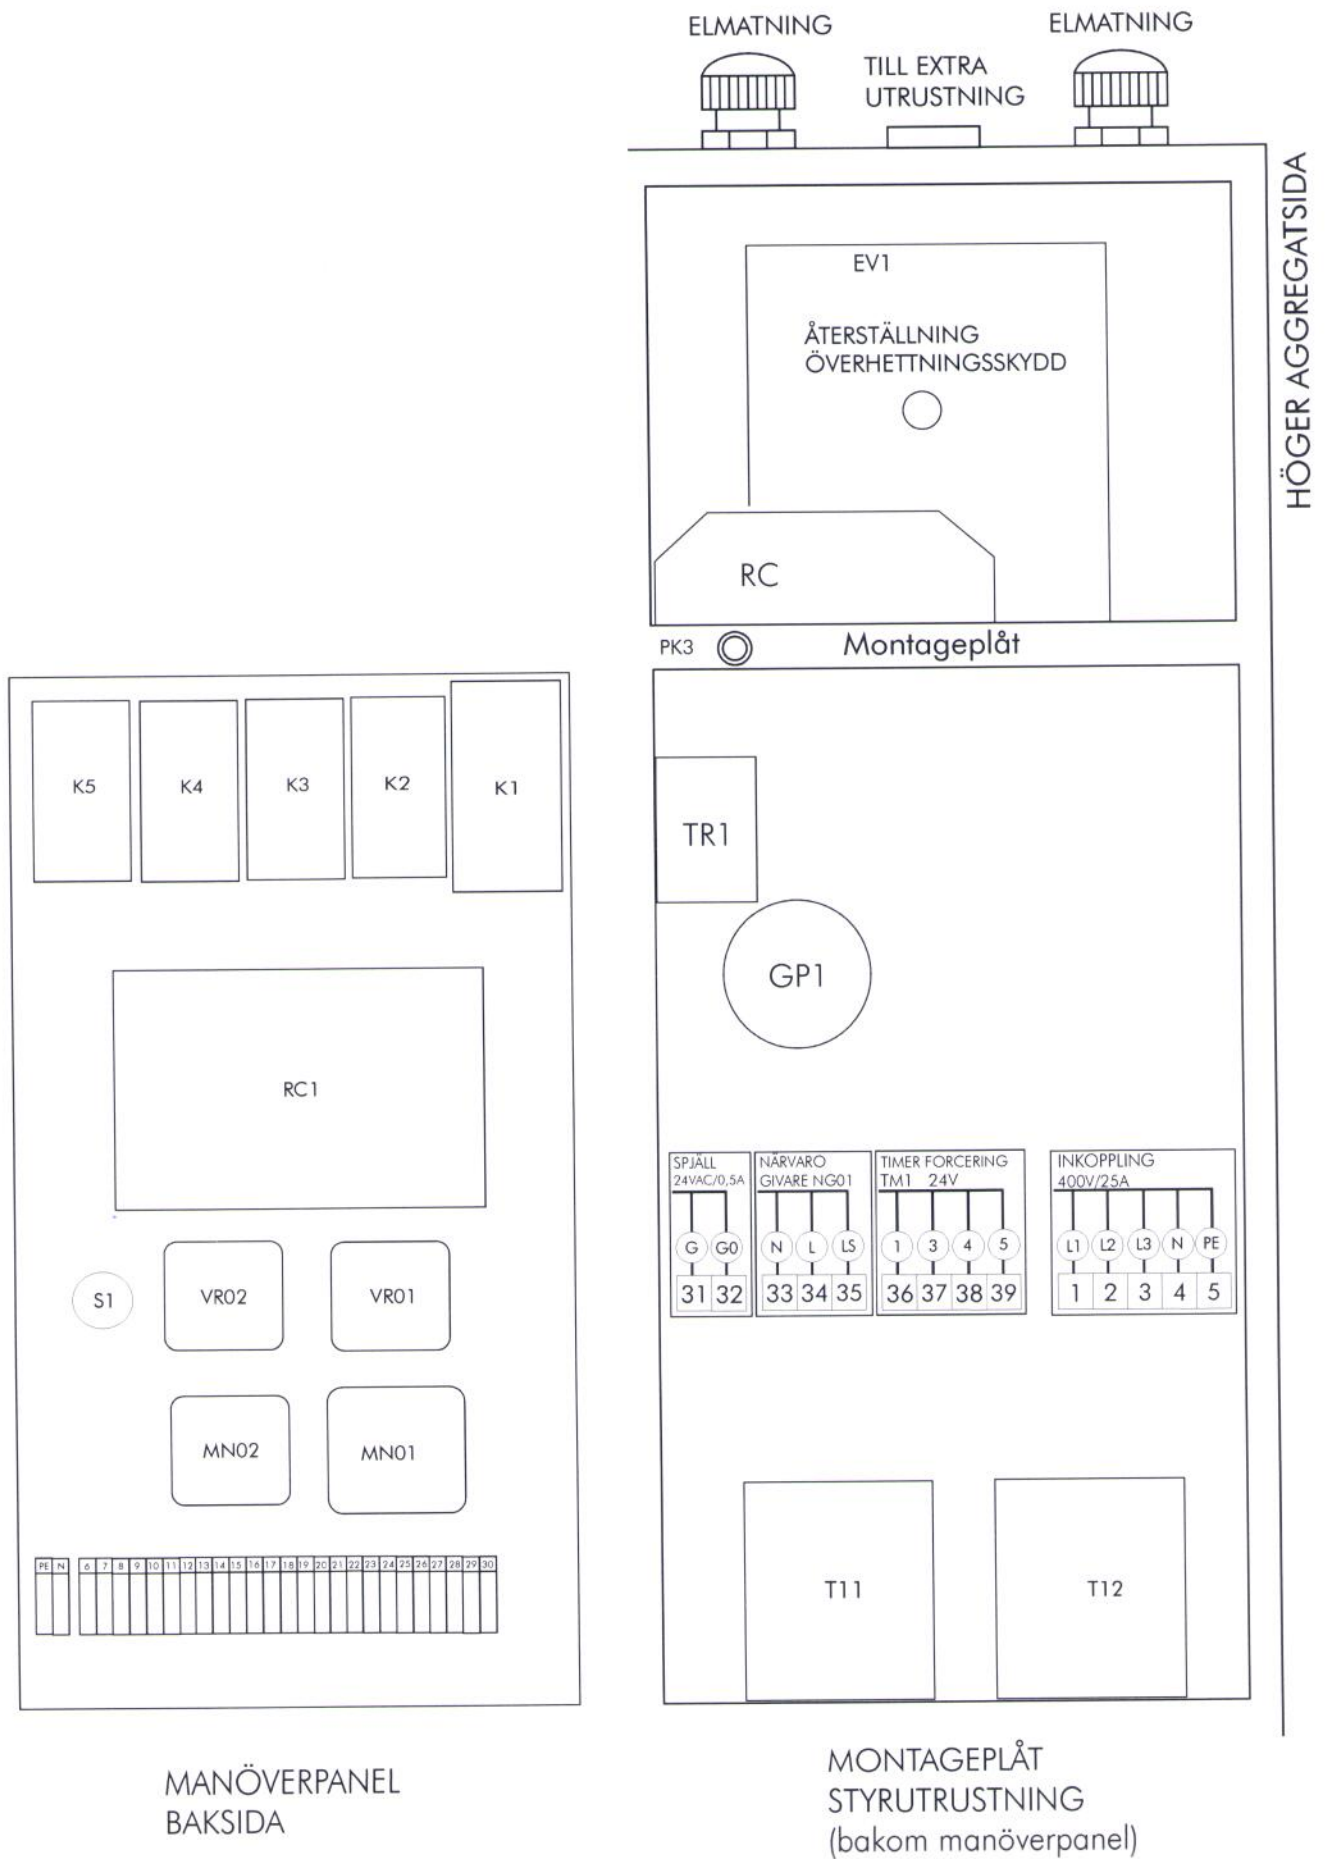 ELMATNING
ELMATNING
TILL EXTRA
UTRUSTNING
HÖGER AGGREGATSIDA
EV1
ÅTERSTÄLLNING
ÖVERHETTNINGSSKYDD
RC
PK3
Montageplåt
K5 K4 K3 K2 K1
TR1
GP1
RC1
SPJÄLL
24VAC/0,5A
G G0
31 32
NÄRVARO
GIVARE NG01
N L LS
33 34 35
TIMER FORCERING
TM1 24V
1 3 4 5
36 37 38 39
INKOPPLING
400V/25A
L1 L2 L3 N PE
1 2 3 4 5
S1 VR02 VR01
MN02 MN01
PE N 6 7 8 9 10 11 12 13 14 15 16 17 18 19 20 21 22 23 24 25 26 27 28 29 30
T11 T12
MANÖVERPANEL
BAKSIDA
MONTAGEPLÅT
STYRUTRUSTNING
(bakom manöverpanel)